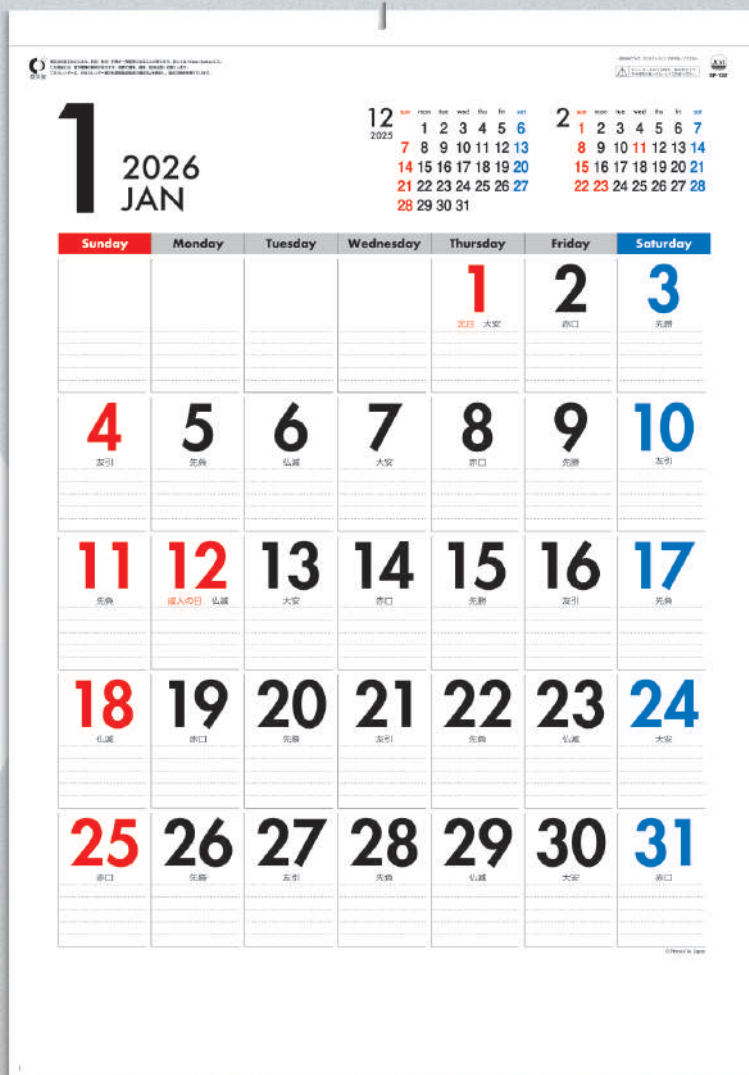 1
2026
JAN
12
2025
sun mon tue wed thu fri sat
1 2 3 4 5 6
7 8 9 10 11 12 13
14 15 16 17 18 19 20
21 22 23 24 25 26 27
28 29 30 31
2
sun mon tue wed thu fri sat
1 2 3 4 5 6 7
8 9 10 11 12 13 14
15 16 17 18 19 20 21
22 23 24 25 26 27 28
SP-122
Sunday Monday Tuesday Wednesday Thursday Friday Saturday
1 2 3
元日 大安 赤口 先勝
4 5 6 7 8 9 10
友引 先負 仏滅 大安 赤口 先勝 友引
11 12 13 14 15 16 17
先負 成人の日 仏滅 大安 赤口 先勝 友引 先負
18 19 20 21 22 23 24
仏滅 赤口 先勝 友引 先負 仏滅 大安
25 26 27 28 29 30 31
赤口 先勝 友引 先負 仏滅 大安 赤口
©Printed in Japan